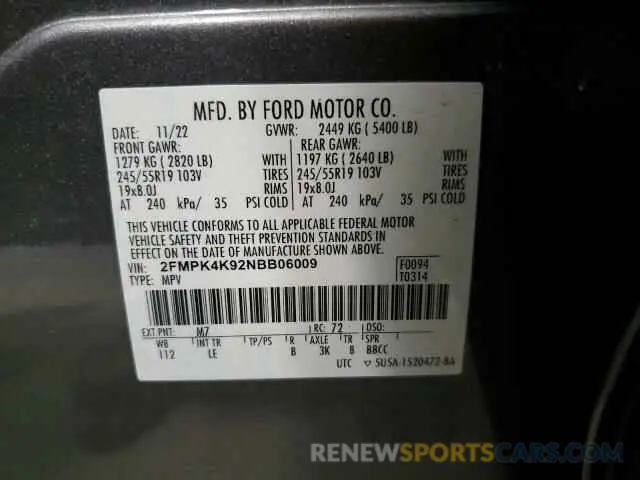 MFD. BY FORD MOTOR CO.
DATE: 11/22 GVWR: 2449 KG ( 5400 LB)
FRONT GAWR: REAR GAWR:
1279 KG ( 2820 LB) WITH 1197 KG ( 2640 LB) WITH
245/55R19 103V TIRES 245/55R19 103V TIRES
19x8.0J RIMS 19x8.0J RIMS
AT 240 kPa/ 35 PSI COLD AT 240 kPa/ 35 PSI COLD
THIS VEHICLE CONFORMS TO ALL APPLICABLE FEDERAL MOTOR
VEHICLE SAFETY AND THEFT PREVENTION STANDARDS IN
EFFECT ON THE DATE OF MANUFACTURE SHOWN ABOVE.
VIN: 2FMPK4K92NBB06009 F0094
TYPE: MPV T0314
EXT PNT: M7 RC: 72 DSO:
WB INT TR TP/PS R AXLE TR SPR
112 LE B 3K B BBCC
UTC ▽ 5U5A-1520472-BA
RENEWSPORTSCARS.COM